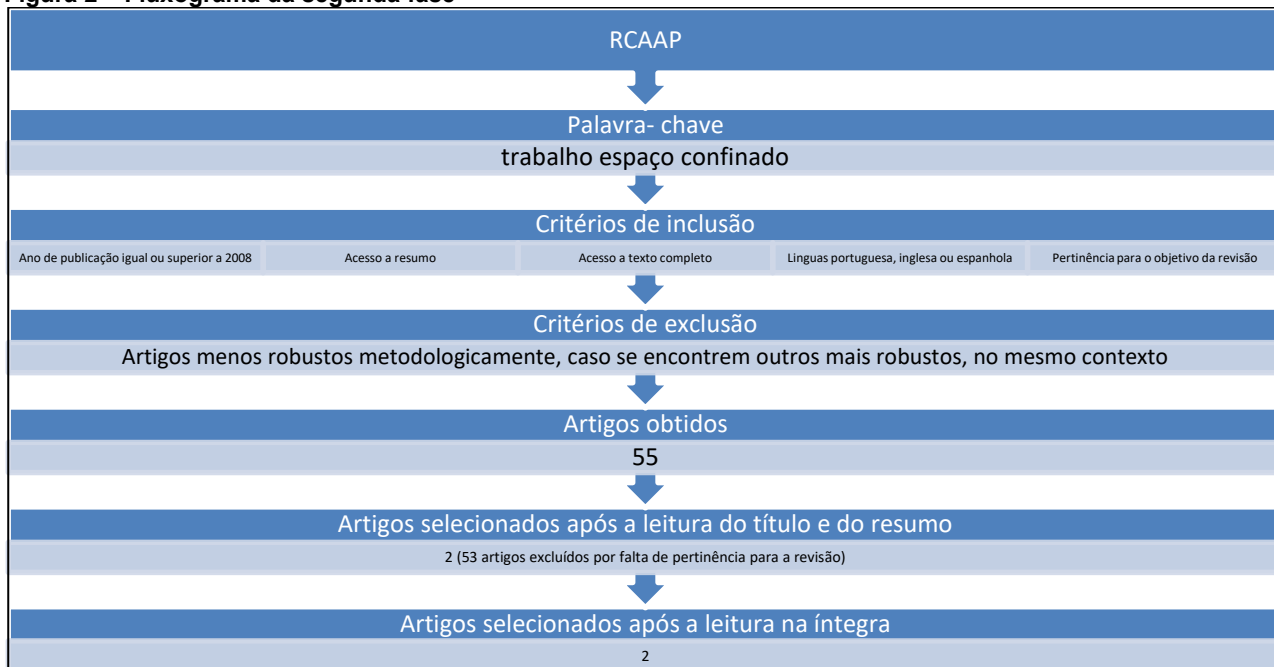 Figura 2 – Fluxograma da segunda fase
RCAAP
Palavra- chave
trabalho espaço confinado
Critérios de inclusão
Ano de publicação igual ou superior a 2008
Acesso a resumo
Acesso a texto completo
Linguas portuguesa, inglesa ou espanhola
Pertinência para o objetivo da revisão
Critérios de exclusão
Artigos menos robustos metodologicamente, caso se encontrem outros mais robustos, no mesmo contexto
Artigos obtidos
55
Artigos selecionados após a leitura do título e do resumo
2 (53 artigos excluídos por falta de pertinência para a revisão)
Artigos selecionados após a leitura na íntegra
2